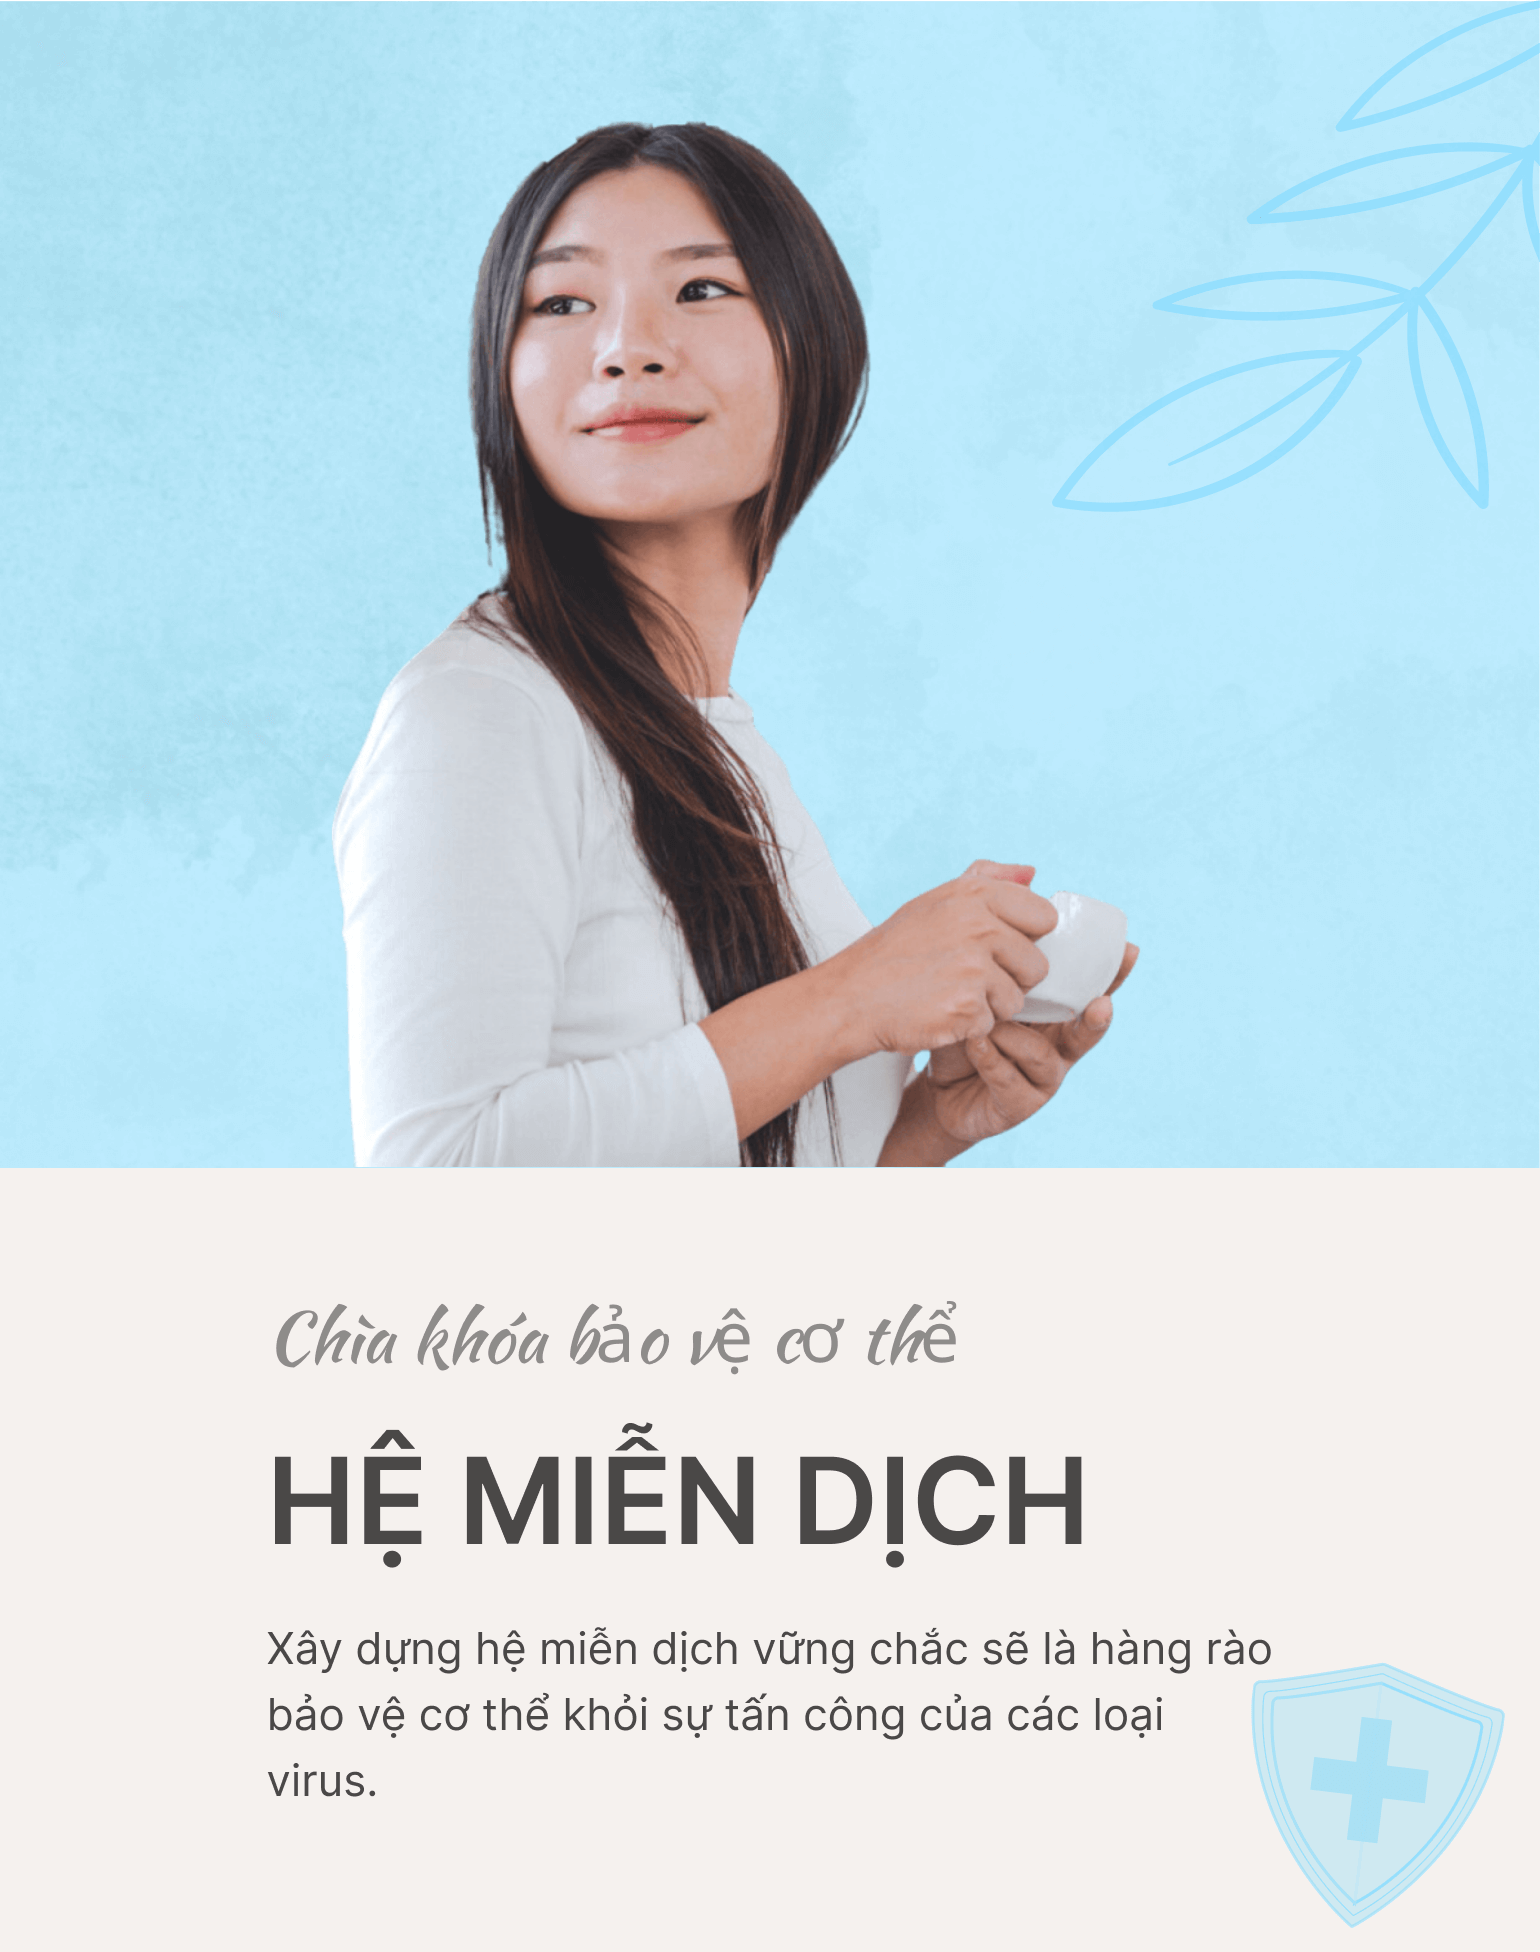 Chìa khóa bảo vệ cơ thể
HỆ MIỄN DỊCH
Xây dựng hệ miễn dịch vững chắc sẽ là hàng rào
bảo vệ cơ thể khỏi sự tấn công của các loại
virus.